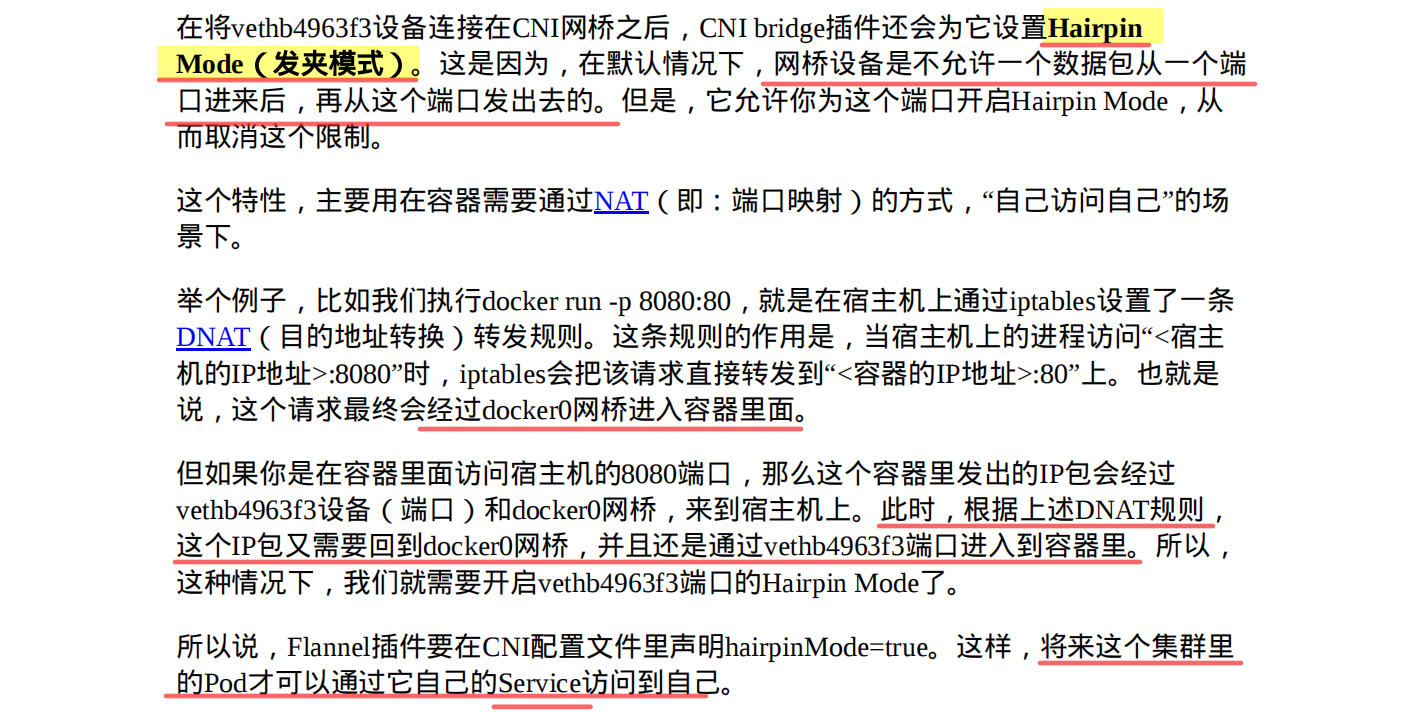 在将vethb4963f3设备连接在CNI网桥之后，CNI bridge插件还会为它设置Hairpin
Mode（发夹模式）。这是因为，在默认情况下，网桥设备是不允许一个数据包从一个端
口进来后，再从这个端口发出去的。但是，它允许你为这个端口开启Hairpin Mode，从
而取消这个限制。
这个特性，主要用在容器需要通过NAT（即：端口映射）的方式，“自己访问自己”的场
景下。
举个例子，比如我们执行docker run -p 8080:80，就是在宿主机上通过iptables设置了一条
DNAT（目的地址转换）转发规则。这条规则的作用是，当宿主机上的进程访问“<宿主
机的IP地址>:8080”时，iptables会把该请求直接转发到“<容器的IP地址>:80”上。也就是
说，这个请求最终会经过docker0网桥进入容器里面。
但如果你是在容器里面访问宿主机的8080端口，那么这个容器里发出的IP包会经过
vethb4963f3设备（端口）和docker0网桥，来到宿主机上。此时，根据上述DNAT规则，
这个IP包又需要回到docker0网桥，并且还是通过vethb4963f3端口进入到容器里。所以，
这种情况下，我们就需要开启vethb4963f3端口的Hairpin Mode了。
所以说，Flannel插件要在CNI配置文件里声明hairpinMode=true。这样，将来这个集群里
的Pod才可以通过它自己的Service访问到自己。